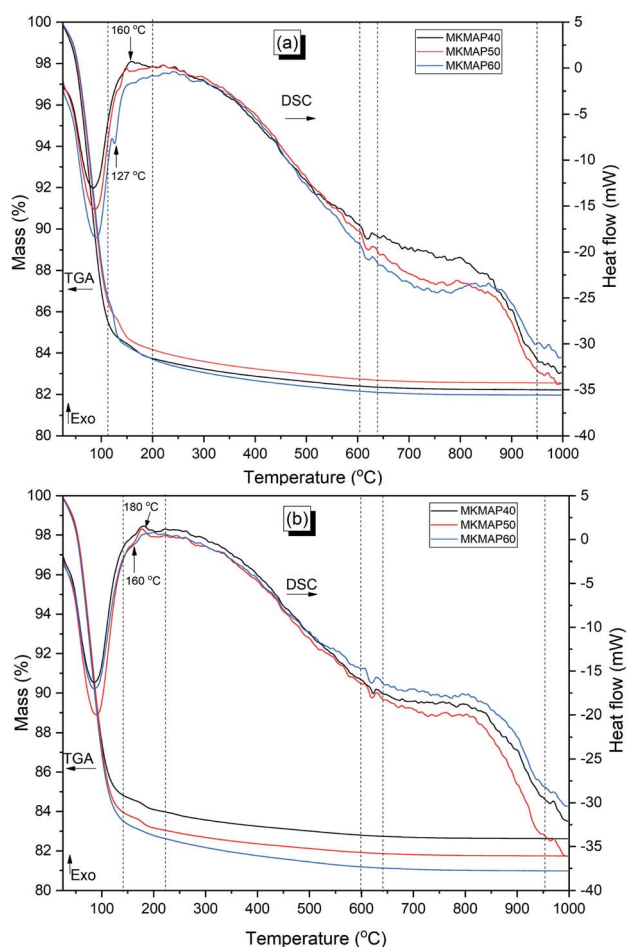 160 °C
(a)
MKMAP40
MKMAP50
MKMAP60
DSC
127 °C
TGA
Exo
Mass (%)
100
98
96
94
92
90
88
86
84
82
80
Heat flow (mW)
5
0
-5
-10
-15
-20
-25
-30
-35
-40
100 200 300 400 500 600 700 800 900 1000
Temperature (°C)
180 °C
(b)
MKMAP40
MKMAP50
MKMAP60
160 °C
DSC
TGA
Exo
Mass (%)
100
98
96
94
92
90
88
86
84
82
80
Heat flow (mW)
5
0
-5
-10
-15
-20
-25
-30
-35
-40
100 200 300 400 500 600 700 800 900 1000
Temperature (°C)